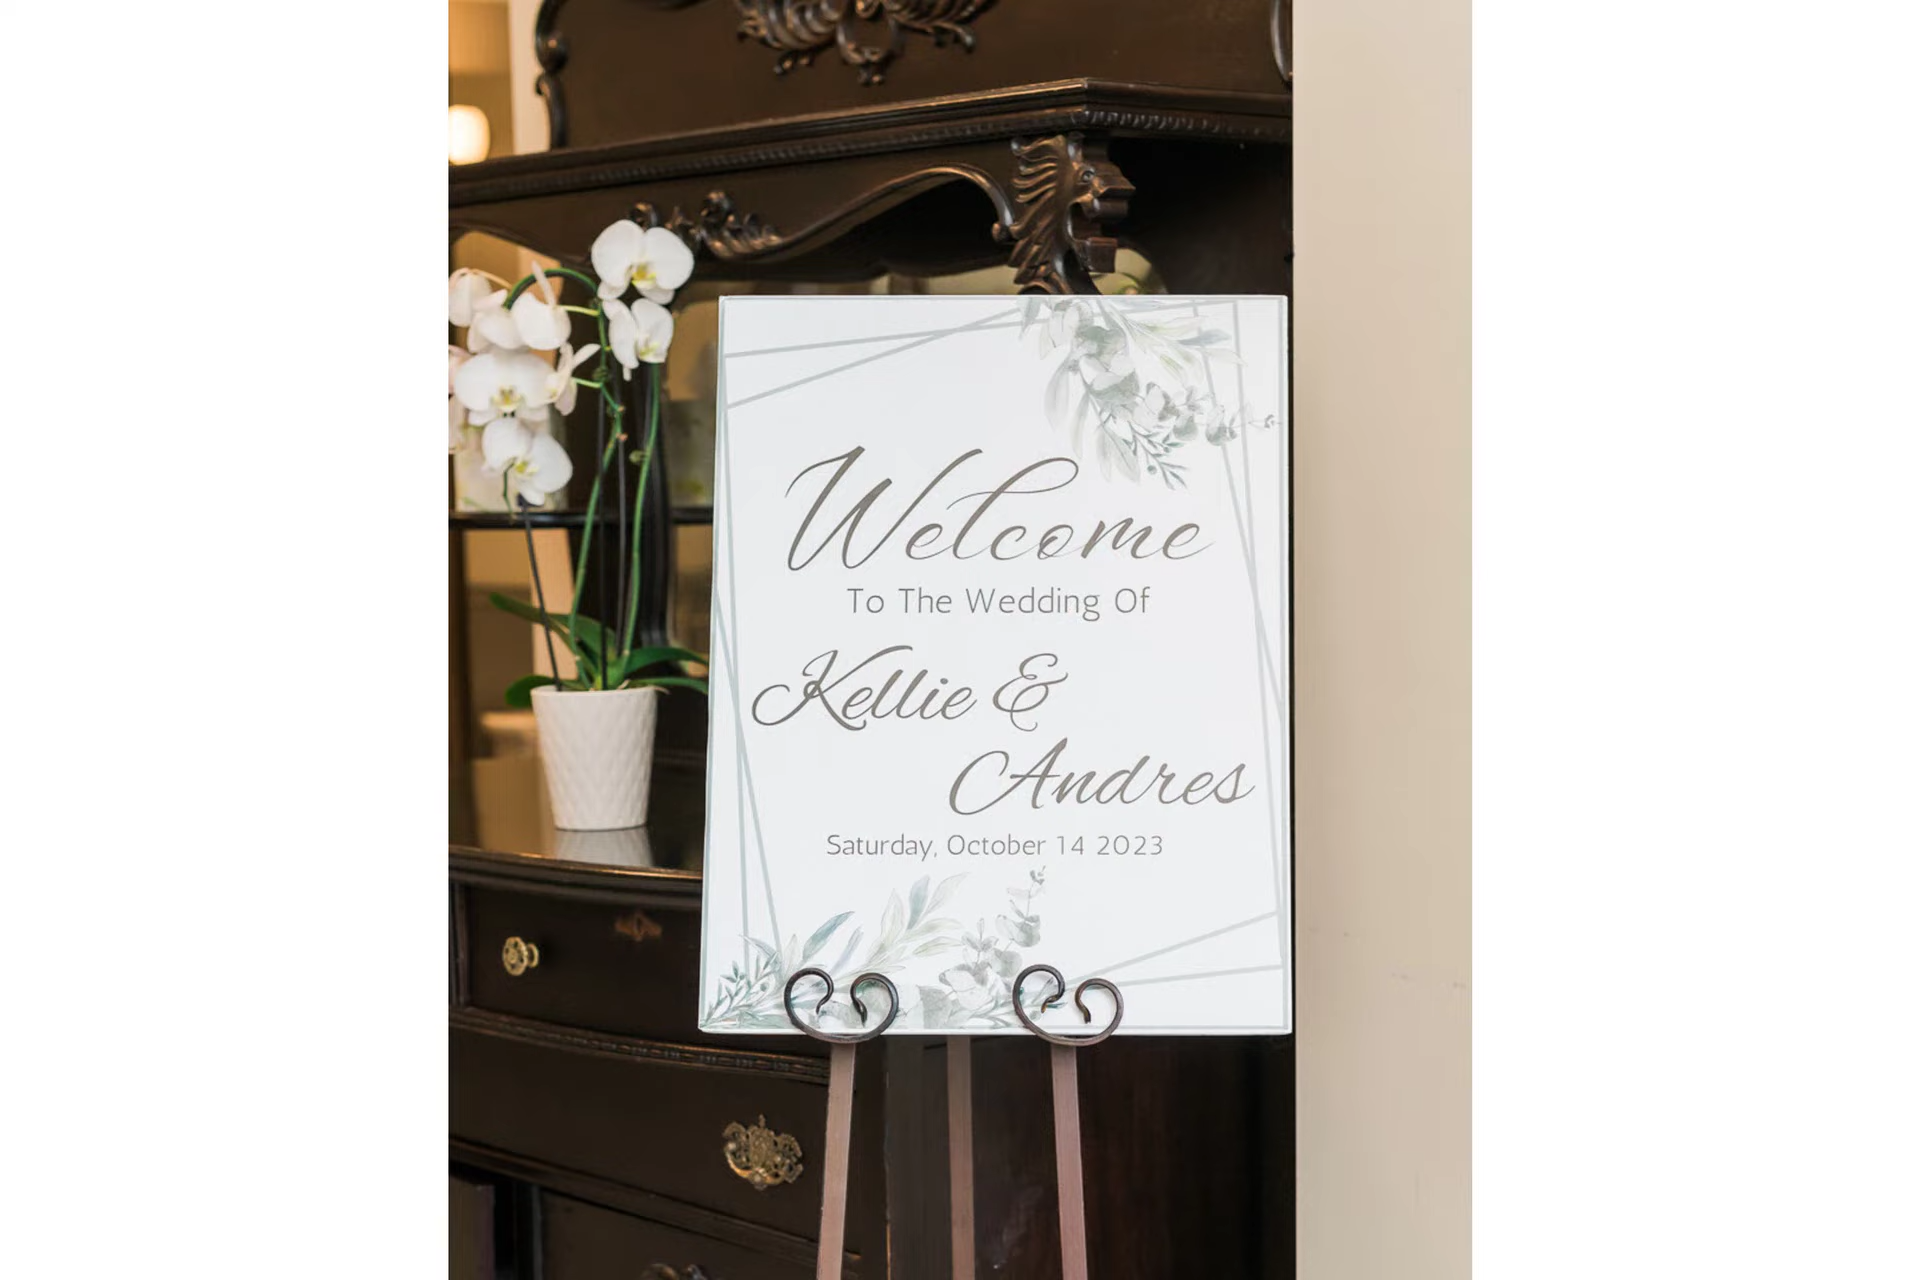 Welcome
To The Wedding Of
Kellie &
Andres
Saturday, October 14 2023